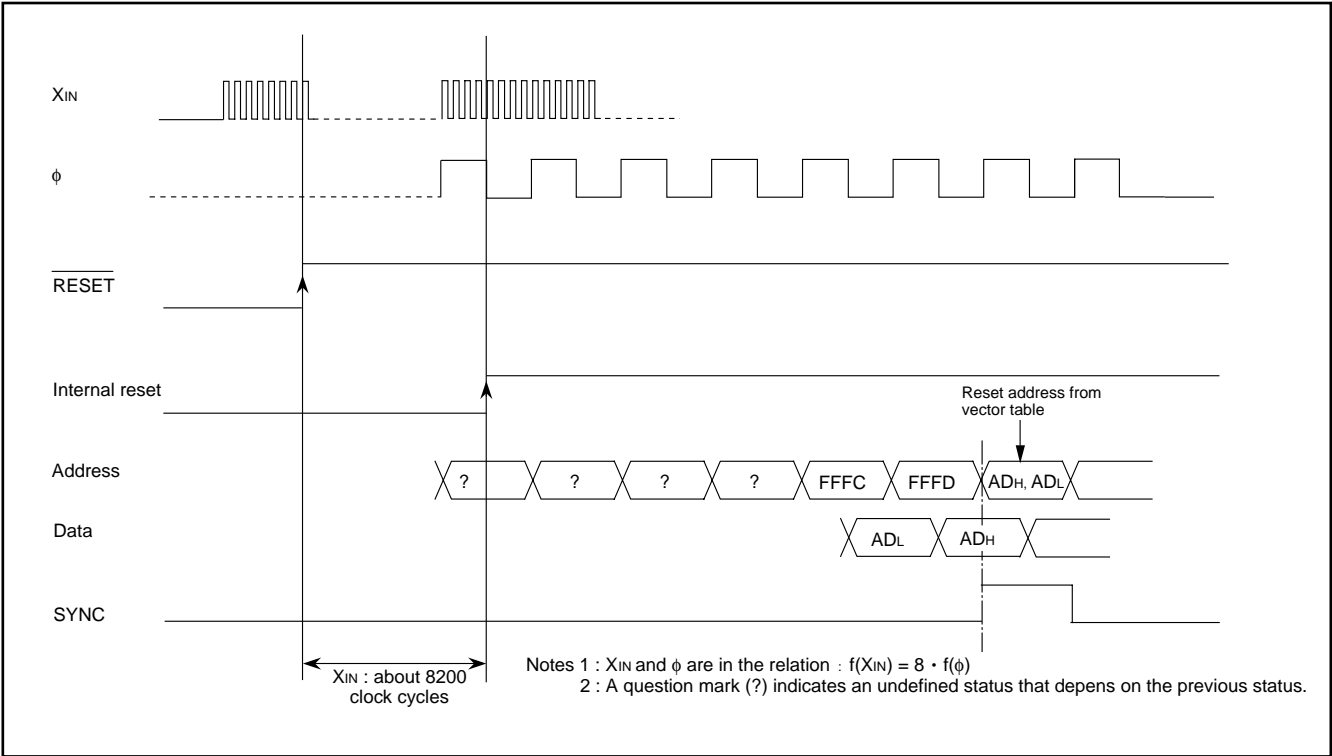 XIN
ϕ
RESET
Internal reset
Reset address from
vector table
Address
? ? ? ? FFFC FFFD ADH, ADL
Data
ADL ADH
SYNC
XIN : about 8200
clock cycles
Notes 1 : XIN and ϕ are in the relation : f(XIN) = 8 · f(ϕ)
2 : A question mark (?) indicates an undefined status that depens on the previous status.